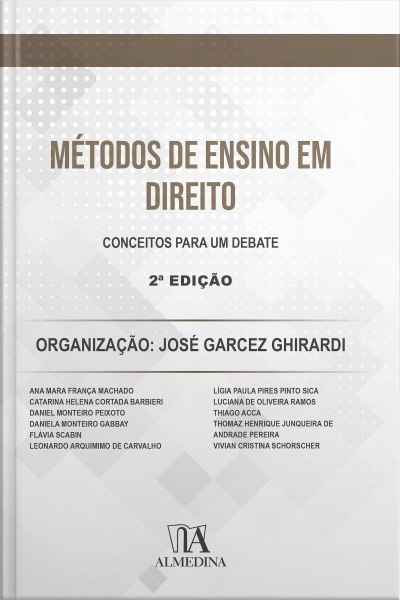 MÉTODOS DE ENSINO EM
DIREITO
CONCEITOS PARA UM DEBATE
2ª EDIÇÃO
ORGANIZAÇÃO: JOSÉ GARCEZ GHIRARDI
ANA MARA FRANÇA MACHADO
CATARINA HELENA CORTADA BARBIERI
DANIEL MONTEIRO PEIXOTO
DANIELA MONTEIRO GABBAY
FLÁVIA SCABIN
LEONARDO ARQUIMIMO DE CARVALHO
LÍGIA PAULA PIRES PINTO SICA
LUCIANA DE OLIVEIRA RAMOS
THIAGO ACCA
THOMAZ HENRIQUE JUNQUEIRA DE
ANDRADE PEREIRA
VIVIAN CRISTINA SCHORSCHER
ALMEDINA